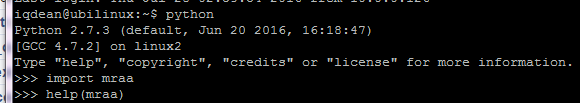 iqdean@ubilinux:~$ python
Python 2.7.3 (default, Jun 20 2016, 16:18:47)
[GCC 4.7.2] on linux2
Type "help", "copyright", "credits" or "license" for more information.
>>> import mraa
>>> help(mraa)